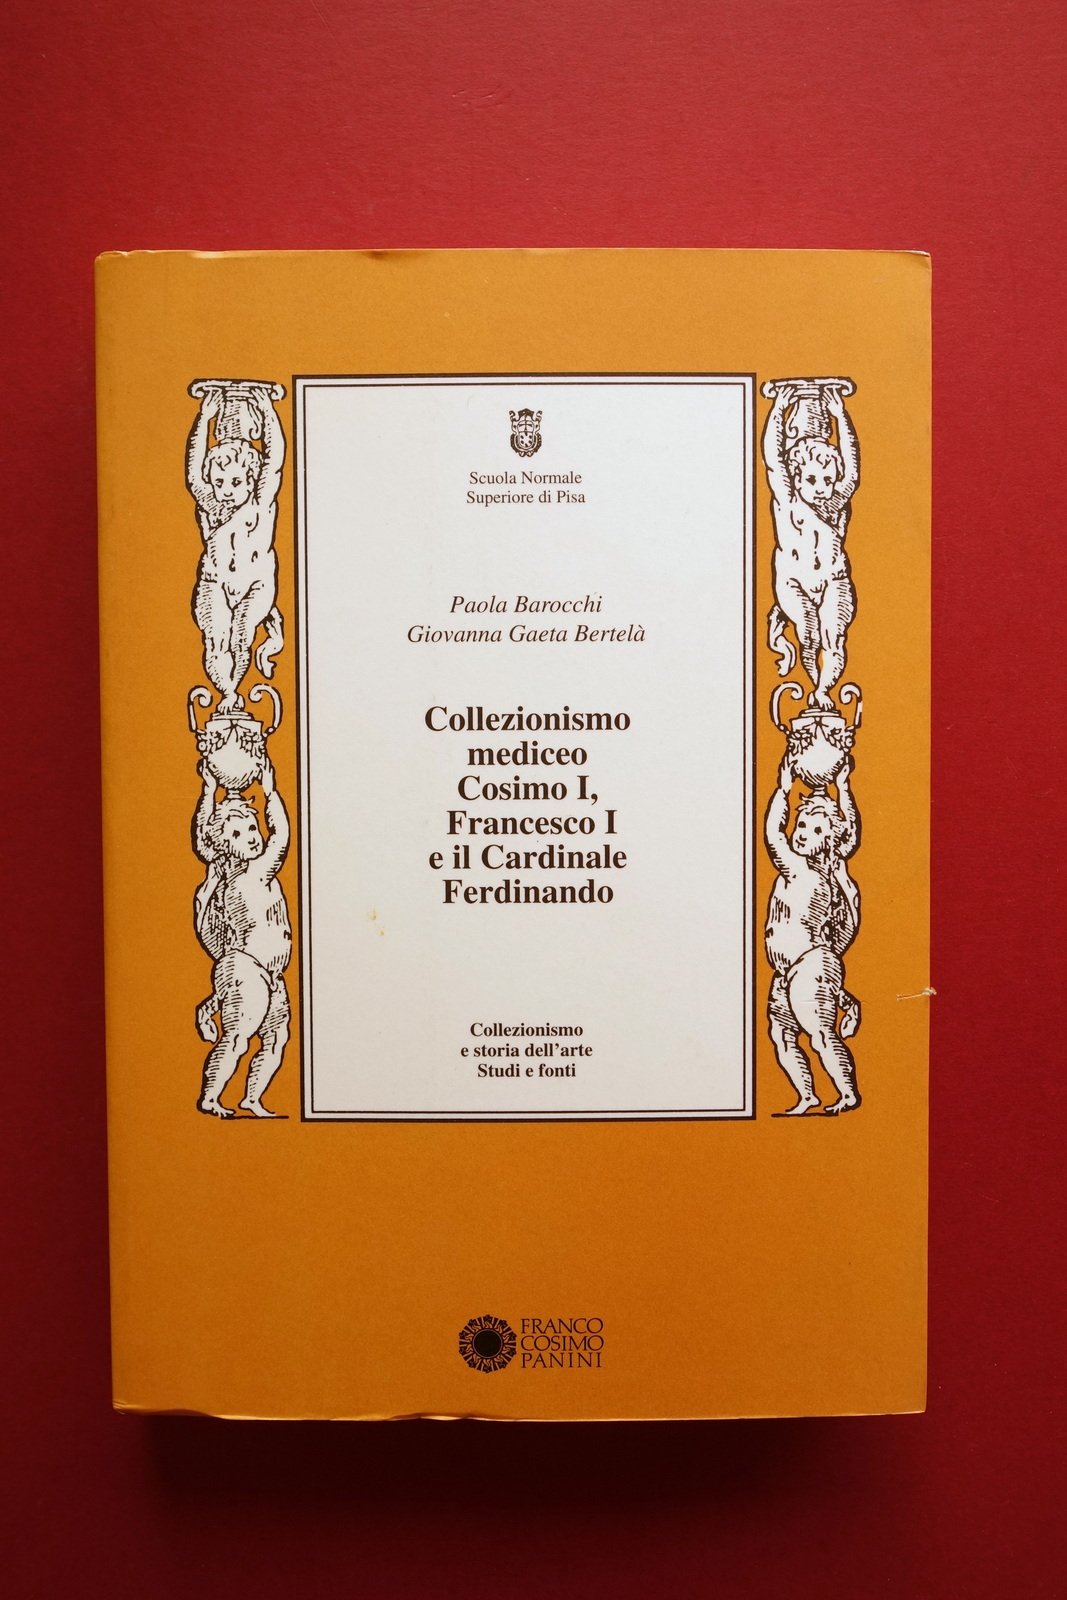 Scuola Normale
Superiore di Pisa
Paola Barocchi
Giovanna Gaeta Bertelà
Collezionismo
mediceo
Cosimo I,
Francesco I
e il Cardinale
Ferdinando
Collezionismo
e storia dell'arte
Studi e fonti
FRANCO
COSIMO
PANINI